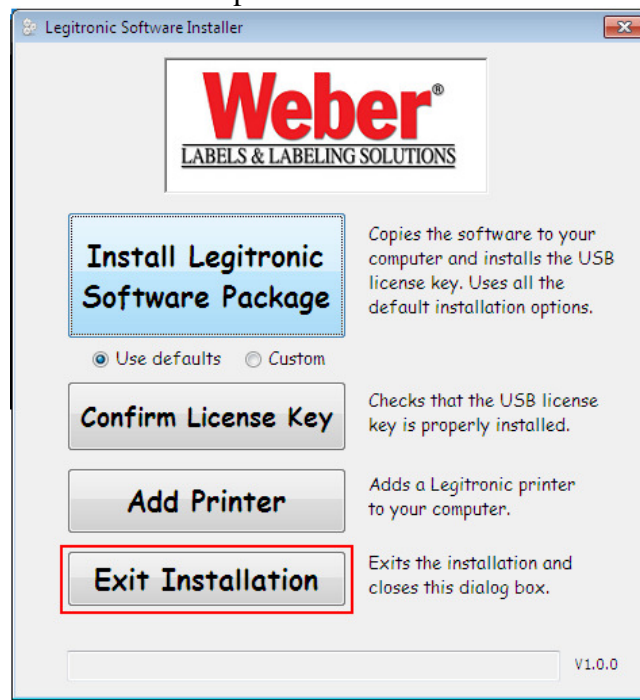 Legitronic Software Installer
Weber®
LABELS & LABELING SOLUTIONS
Install Legitronic
Software Package
Copies the software to your
computer and installs the USB
license key. Uses all the
default installation options.
Use defaults Custom
Confirm License Key
Checks that the USB license
key is properly installed.
Add Printer
Adds a Legitronic printer
to your computer.
Exit Installation
Exits the installation and
closes this dialog box.
V1.0.0